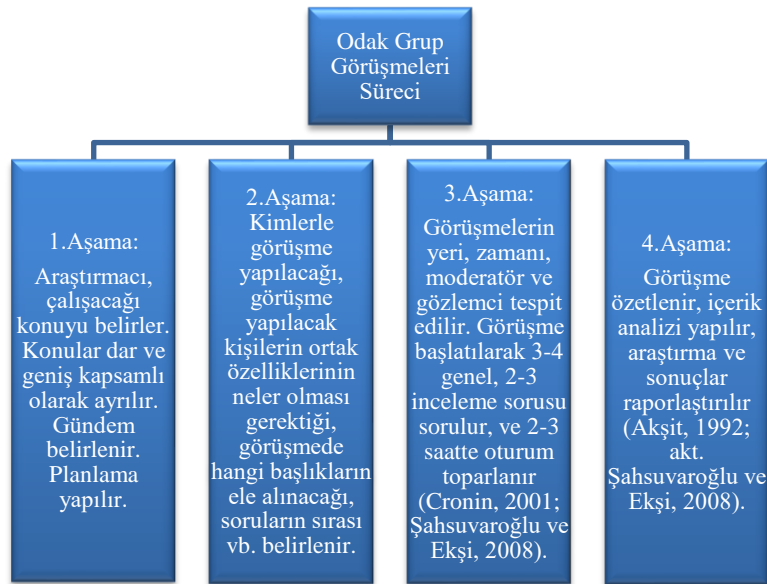 Odak Grup
Görüşmeleri
Süreci
1.Aşama:
Araştırmacı,
çalışacağı
konuyu belirler.
Konular dar ve
geniş kapsamlı
olarak ayrılır.
Gündem
belirlenir.
Planlama
yapılır.
2.Aşama:
Kimlerle
görüşme
yapılacağı,
görüşme
yapılacak
kişilerin ortak
özelliklerinin
neler olması
gerektiği,
görüşmede
hangi başlıkların
ele alınacağı,
soruların sırası
vb. belirlenir.
3.Aşama:
Görüşmelerin
yeri, zamanı,
moderatör ve
gözlemci tespit
edilir. Görüşme
başlatılarak 3-4
genel, 2-3
inceleme sorusu
sorulur, ve 2-3
saatte oturum
toparlanır
(Cronin, 2001;
Şahsuvaroğlu ve
Ekşi, 2008).
4.Aşama:
Görüşme
özetlenir, içerik
analizi yapılır,
araştırma ve
sonuçlar
raporlaştırılır
(Akşit, 1992;
akt.
Şahsuvaroğlu ve
Ekşi, 2008).